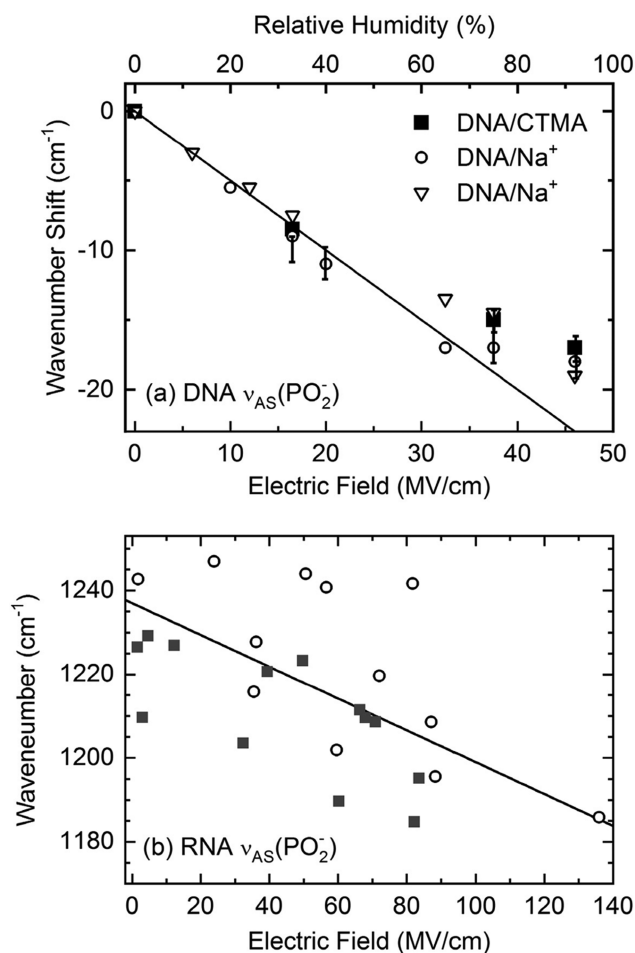 Relative Humidity (%)
0 20 40 60 80 100
0
-10
-20
Wavenumber Shift (cm⁻¹)
DNA/CTMA
DNA/Na⁺
DNA/Na⁺
(a) DNA ν_AS(PO₂⁻)
0 10 20 30 40 50
Electric Field (MV/cm)
1240
1220
1200
1180
Waveneumber (cm⁻¹)
(b) RNA ν_AS(PO₂⁻)
0 20 40 60 80 100 120 140
Electric Field (MV/cm)